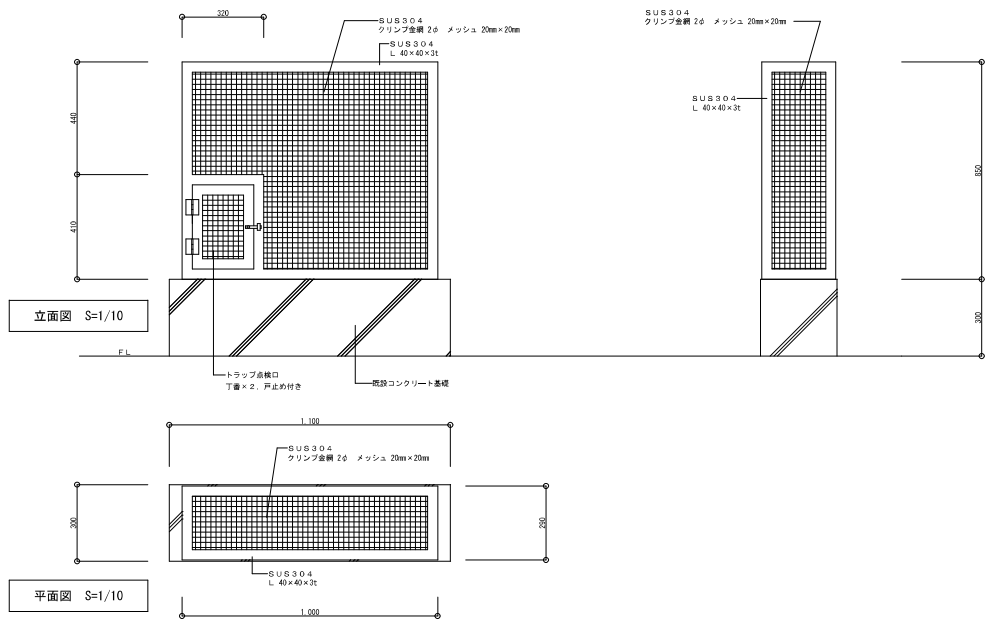 320
SUS304
クリンプ金網 2φ メッシュ 20mm×20mm
SUS304
L 40×40×3t
440
410
立面図 S=1/10
FL
トラップ点検口
丁番×2, 戸止め付き
既設コンクリート基礎
SUS304
クリンプ金網 2φ メッシュ 20mm×20mm
SUS304
L 40×40×3t
850
300
1,100
SUS304
クリンプ金網 2φ メッシュ 20mm×20mm
300
290
SUS304
L 40×40×3t
平面図 S=1/10
1,000